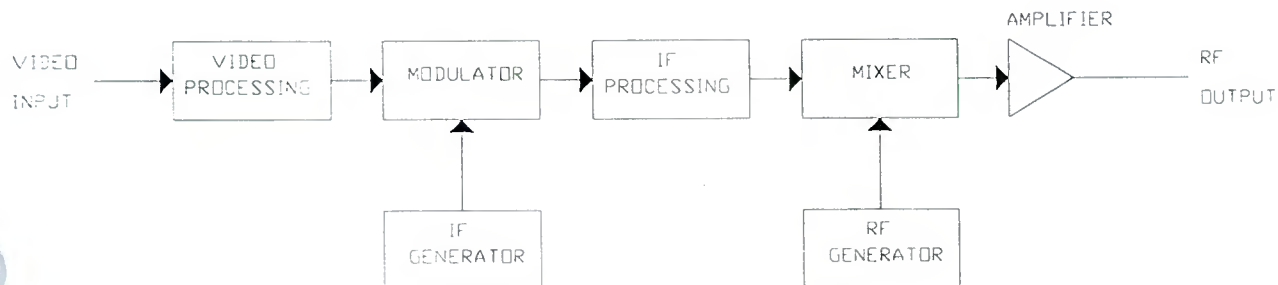 AMPLIFIER
VIDEO
INPUT
VIDEO
PROCESSING
MODULATOR
IF
PROCESSING
MIXER
RF
OUTPUT
IF
GENERATOR
RF
GENERATOR